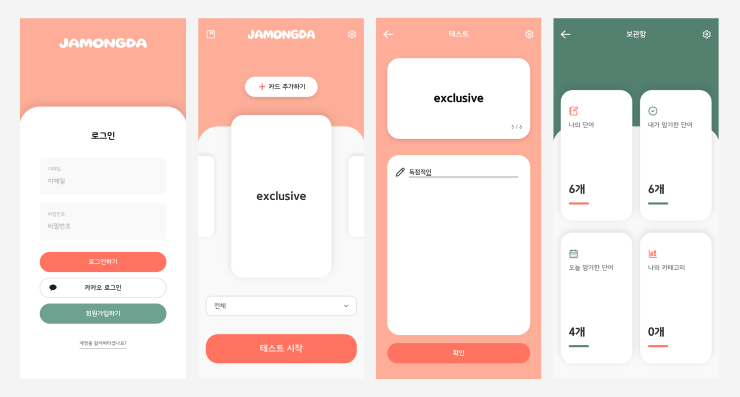 JAMONGDA
로그인
이메일
이메일
비밀번호
비밀번호
로그인하기
카카오 로그인
회원가입하기
계정을 잊어버리셨나요?
JAMONGDA
+ 카드 추가하기
exclusive
전체
테스트 시작
테스트
exclusive
5 / 6
독점적인
확인
보관함
나의 단어
6개
내가 암기한 단어
6개
오늘 암기한 단어
4개
나의 카테고리
0개